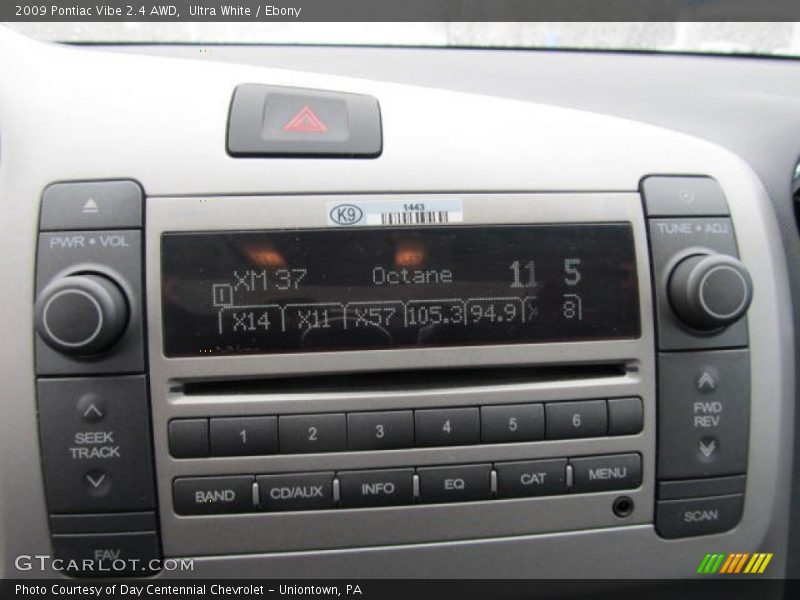 2009 Pontiac Vibe 2.4 AWD, Ultra White / Ebony
K9 1443
PWR • VOL
TUNE • ADJ
XM 37 Octane 11 5
1
X14 X11 X57 105.3 94.9
SEEK
TRACK
FWD
REV
1 2 3 4 5 6
BAND CD/AUX INFO EQ CAT MENU
SCAN
FAV
GTCARLOT.COM
Photo Courtesy of Day Centennial Chevrolet - Uniontown, PA